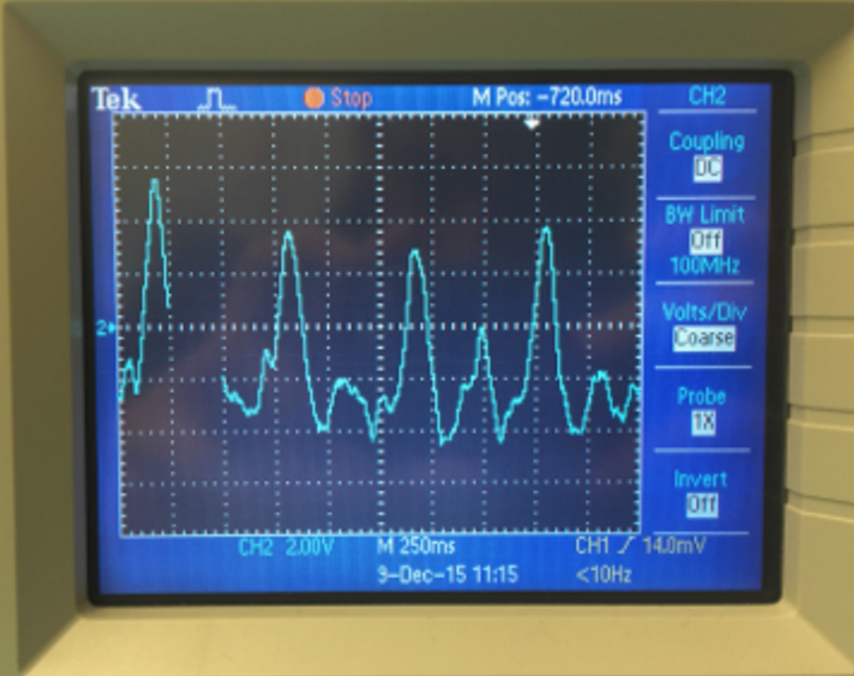 Tek Stop M Pos: -720.0ms CH2
Coupling
DC
BW Limit
Off
100MHz
Volts/Div
Coarse
Probe
1X
Invert
Off
2
CH2 2.00V M 250ms CH1 14.0mV
9-Dec-15 11:15 <10Hz